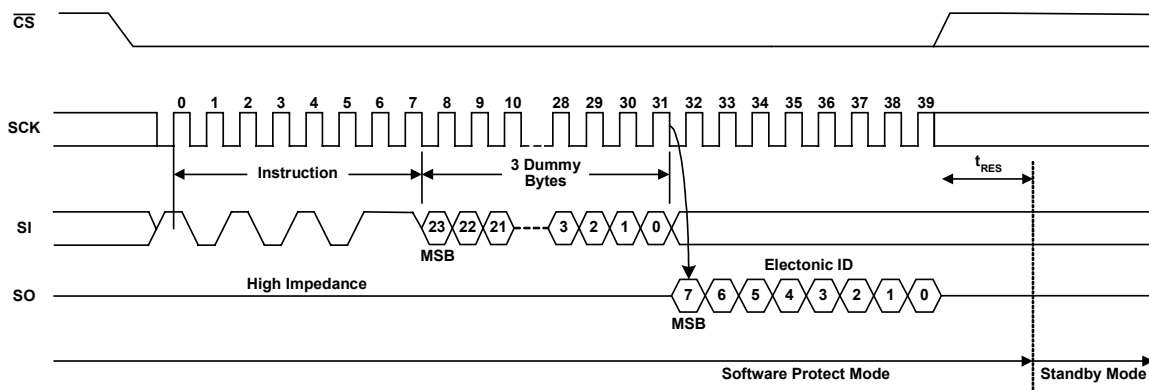 CS
0 1 2 3 4 5 6 7 8 9 10 28 29 30 31 32 33 34 35 36 37 38 39
SCK
Instruction
3 Dummy
Bytes
tRES
SI
23 22 21 3 2 1 0
MSB
Electonic ID
High Impedance
SO
7 6 5 4 3 2 1 0
MSB
Software Protect Mode
Standby Mode